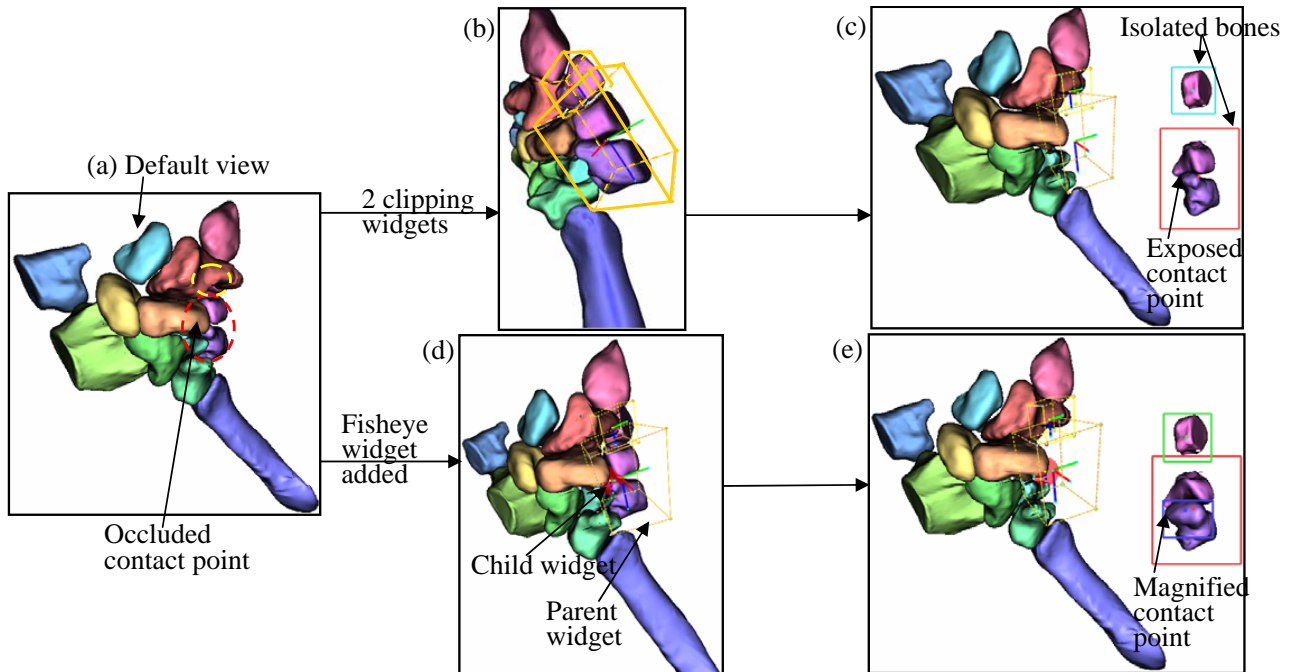 (a) Default view
Occluded
contact point
2 clipping
widgets
Fisheye
widget
added
(b)
(c)
Isolated bones
Exposed
contact
point
(d)
Child widget
Parent
widget
(e)
Magnified
contact
point